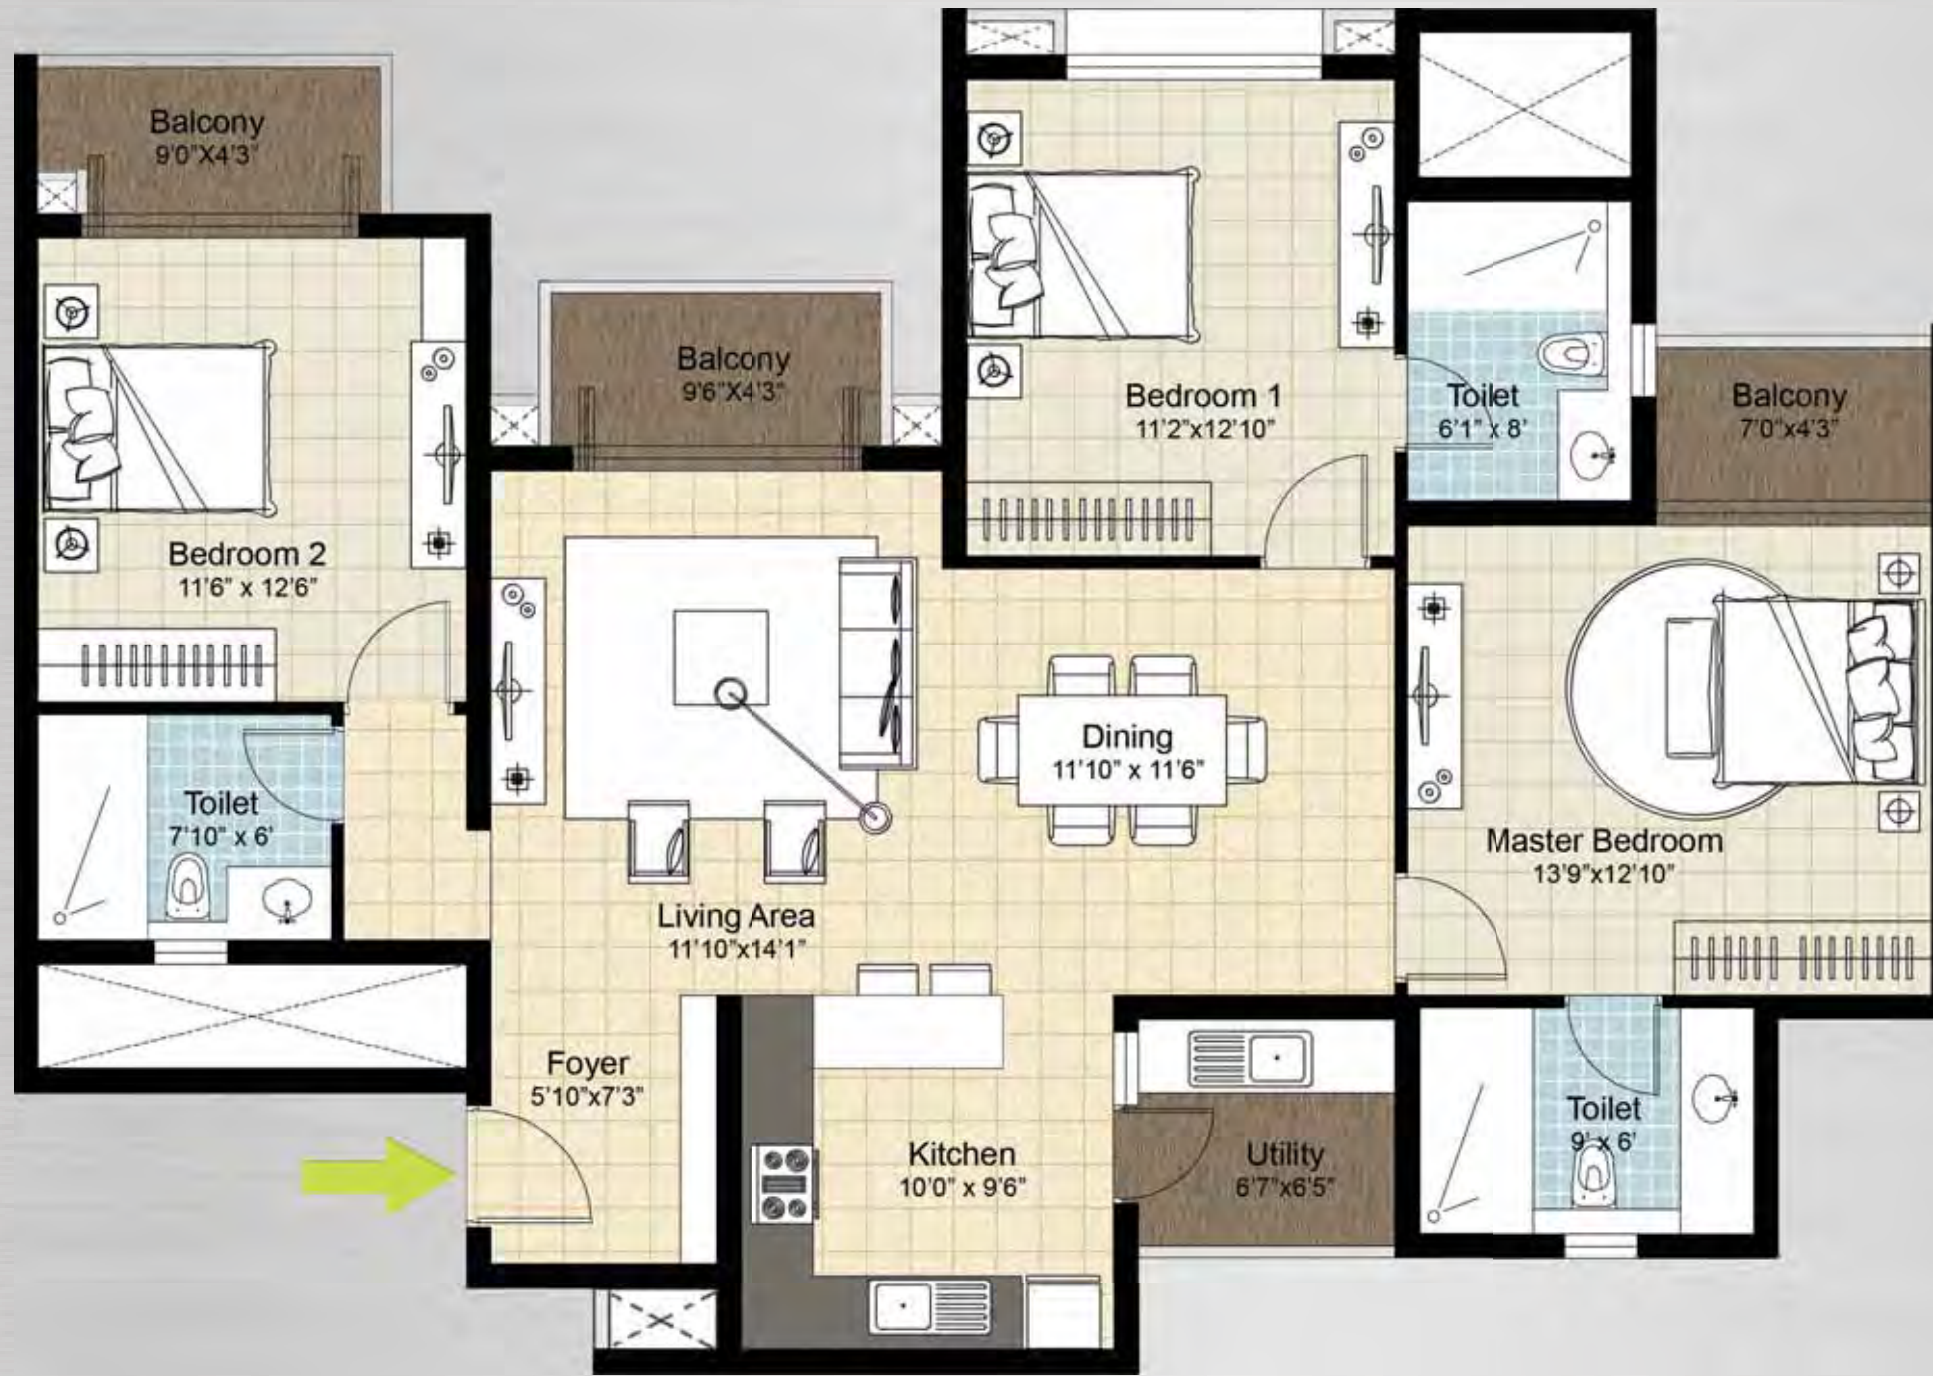 Balcony
9'0"X4'3"
Balcony
9'6"X4'3"
Bedroom 1
11'2"x12'10"
Toilet
6'1" x 8'
Balcony
7'0"x4'3"
Bedroom 2
11'6" x 12'6"
Dining
11'10" x 11'6"
Toilet
7'10" x 6'
Master Bedroom
13'9"x12'10"
Living Area
11'10"x14'1"
Foyer
5'10"x7'3"
Kitchen
10'0" x 9'6"
Utility
6'7"x6'5"
Toilet
9' x 6'